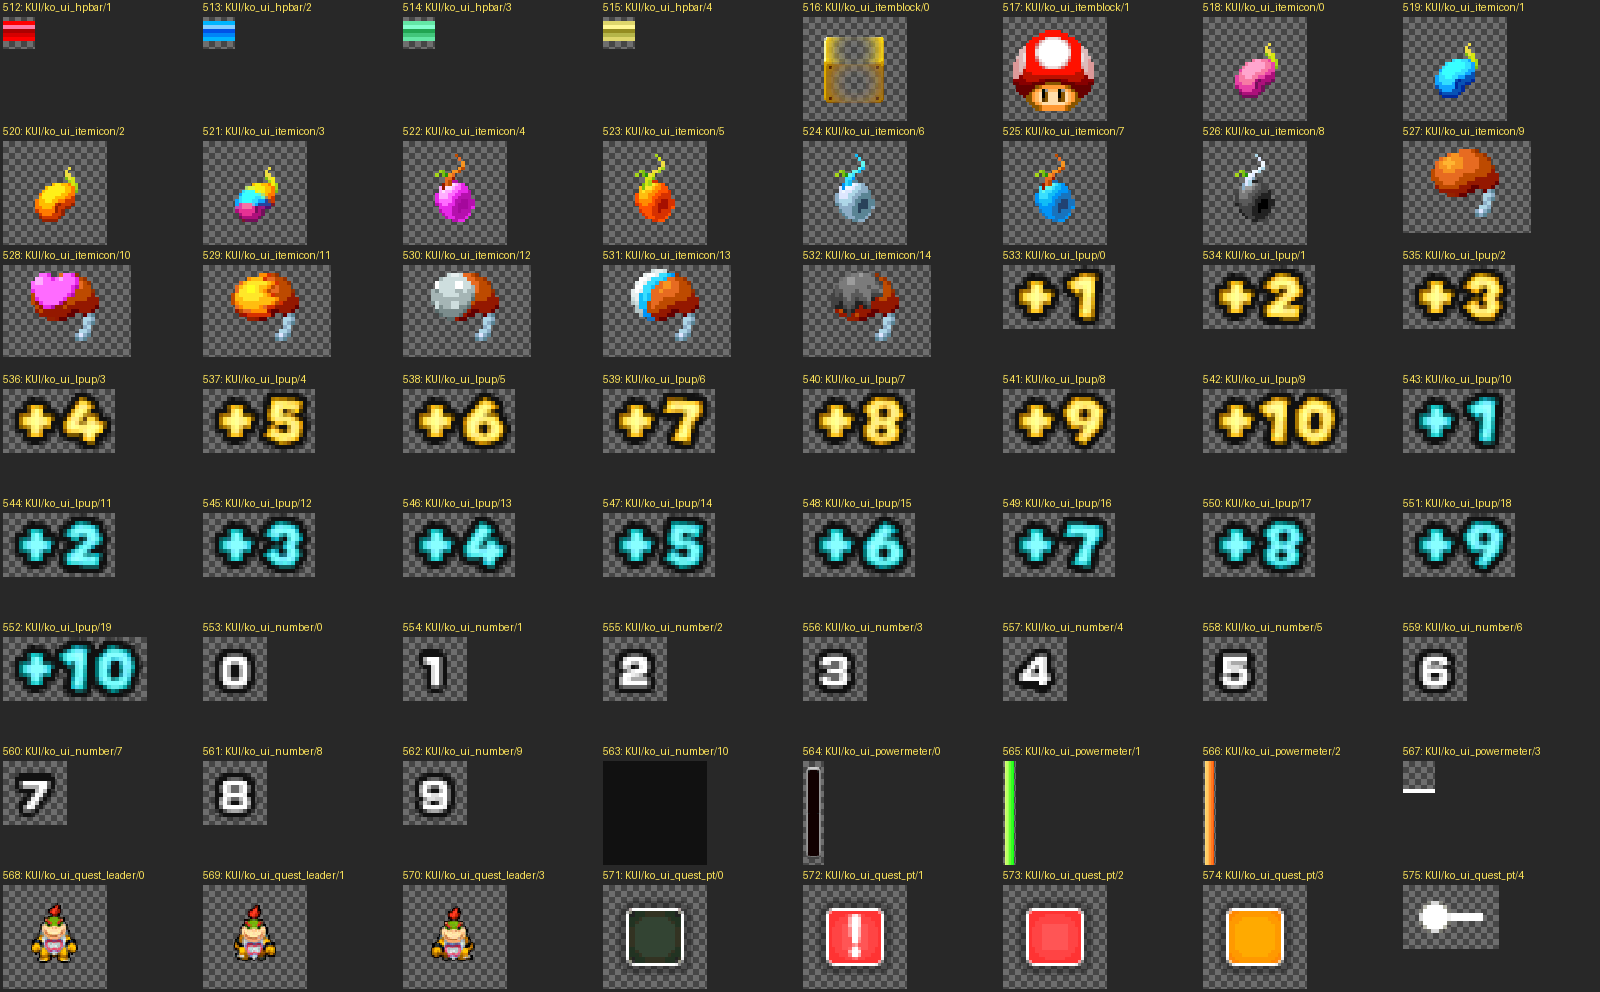 512: KUI/ko_ui_hpbar/1 513: KUI/ko_ui_hpbar/2 514: KUI/ko_ui_hpbar/3 515: KUI/ko_ui_hpbar/4 516: KUI/ko_ui_itemblock/0 517: KUI/ko_ui_itemblock/1 518: KUI/ko_ui_itemicon/0 519: KUI/ko_ui_itemicon/1
520: KUI/ko_ui_itemicon/2 521: KUI/ko_ui_itemicon/3 522: KUI/ko_ui_itemicon/4 523: KUI/ko_ui_itemicon/5 524: KUI/ko_ui_itemicon/6 525: KUI/ko_ui_itemicon/7 526: KUI/ko_ui_itemicon/8 527: KUI/ko_ui_itemicon/9
528: KUI/ko_ui_itemicon/10 529: KUI/ko_ui_itemicon/11 530: KUI/ko_ui_itemicon/12 531: KUI/ko_ui_itemicon/13 532: KUI/ko_ui_itemicon/14 533: KUI/ko_ui_lpup/0 534: KUI/ko_ui_lpup/1 535: KUI/ko_ui_lpup/2
+1 +2 +3
536: KUI/ko_ui_lpup/3 537: KUI/ko_ui_lpup/4 538: KUI/ko_ui_lpup/5 539: KUI/ko_ui_lpup/6 540: KUI/ko_ui_lpup/7 541: KUI/ko_ui_lpup/8 542: KUI/ko_ui_lpup/9 543: KUI/ko_ui_lpup/10
+4 +5 +6 +7 +8 +9 +10 +1
544: KUI/ko_ui_lpup/11 545: KUI/ko_ui_lpup/12 546: KUI/ko_ui_lpup/13 547: KUI/ko_ui_lpup/14 548: KUI/ko_ui_lpup/15 549: KUI/ko_ui_lpup/16 550: KUI/ko_ui_lpup/17 551: KUI/ko_ui_lpup/18
+2 +3 +4 +5 +6 +7 +8 +9
552: KUI/ko_ui_lpup/19 553: KUI/ko_ui_number/0 554: KUI/ko_ui_number/1 555: KUI/ko_ui_number/2 556: KUI/ko_ui_number/3 557: KUI/ko_ui_number/4 558: KUI/ko_ui_number/5 559: KUI/ko_ui_number/6
+10 0 1 2 3 4 5 6
560: KUI/ko_ui_number/7 561: KUI/ko_ui_number/8 562: KUI/ko_ui_number/9 563: KUI/ko_ui_number/10 564: KUI/ko_ui_powermeter/0 565: KUI/ko_ui_powermeter/1 566: KUI/ko_ui_powermeter/2 567: KUI/ko_ui_powermeter/3
7 8 9
568: KUI/ko_ui_quest_leader/0 569: KUI/ko_ui_quest_leader/1 570: KUI/ko_ui_quest_leader/3 571: KUI/ko_ui_quest_pt/0 572: KUI/ko_ui_quest_pt/1 573: KUI/ko_ui_quest_pt/2 574: KUI/ko_ui_quest_pt/3 575: KUI/ko_ui_quest_pt/4
!